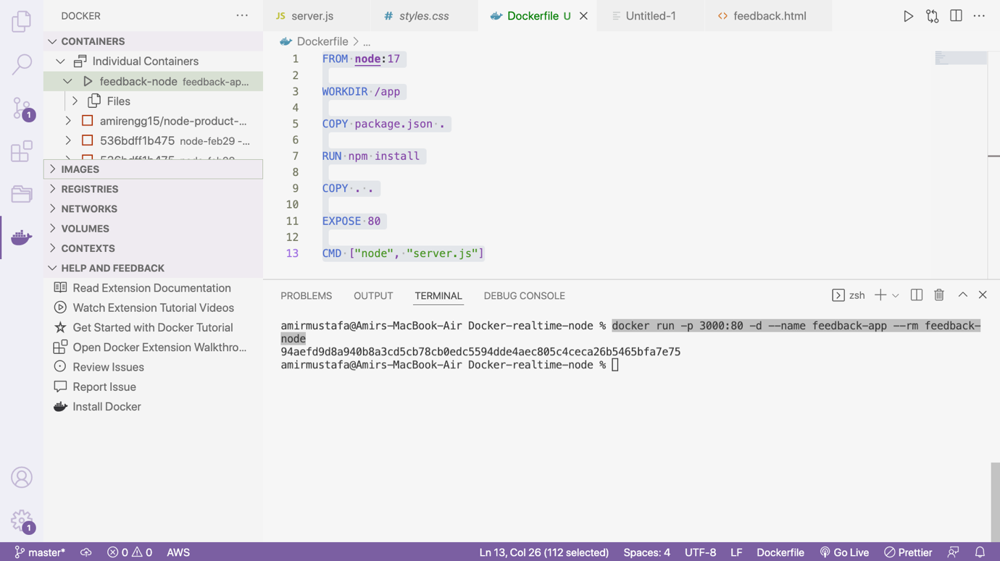 DOCKER
CONTAINERS
Individual Containers
feedback-node feedback-ap...
Files
amirengg15/node-product-...
536bdff1b475 node-feb29 -...
536bdff1b475
IMAGES
REGISTRIES
NETWORKS
VOLUMES
CONTEXTS
HELP AND FEEDBACK
Read Extension Documentation
Watch Extension Tutorial Videos
Get Started with Docker Tutorial
Open Docker Extension Walkthro...
Review Issues
Report Issue
Install Docker
1
1
JS server.js
# styles.css
Dockerfile U
Untitled-1
<> feedback.html
Dockerfile > ...
1 FROM node:17
2
3 WORKDIR /app
4
5 COPY package.json .
6
7 RUN npm install
8
9 COPY . .
10
11 EXPOSE 80
12
13 CMD ["node", "server.js"]
PROBLEMS OUTPUT TERMINAL DEBUG CONSOLE
zsh
amirmustafa@Amirs-MacBook-Air Docker-realtime-node % docker run -p 3000:80 -d --name feedback-app --rm feedback-
node
94aefd9d8a940b8a3cd5cb78cb0edc5594dde4aec805c4ceca26b5465bfa7e75
amirmustafa@Amirs-MacBook-Air Docker-realtime-node %
master* 0 0 AWS Ln 13, Col 26 (112 selected) Spaces: 4 UTF-8 LF Dockerfile Go Live Prettier